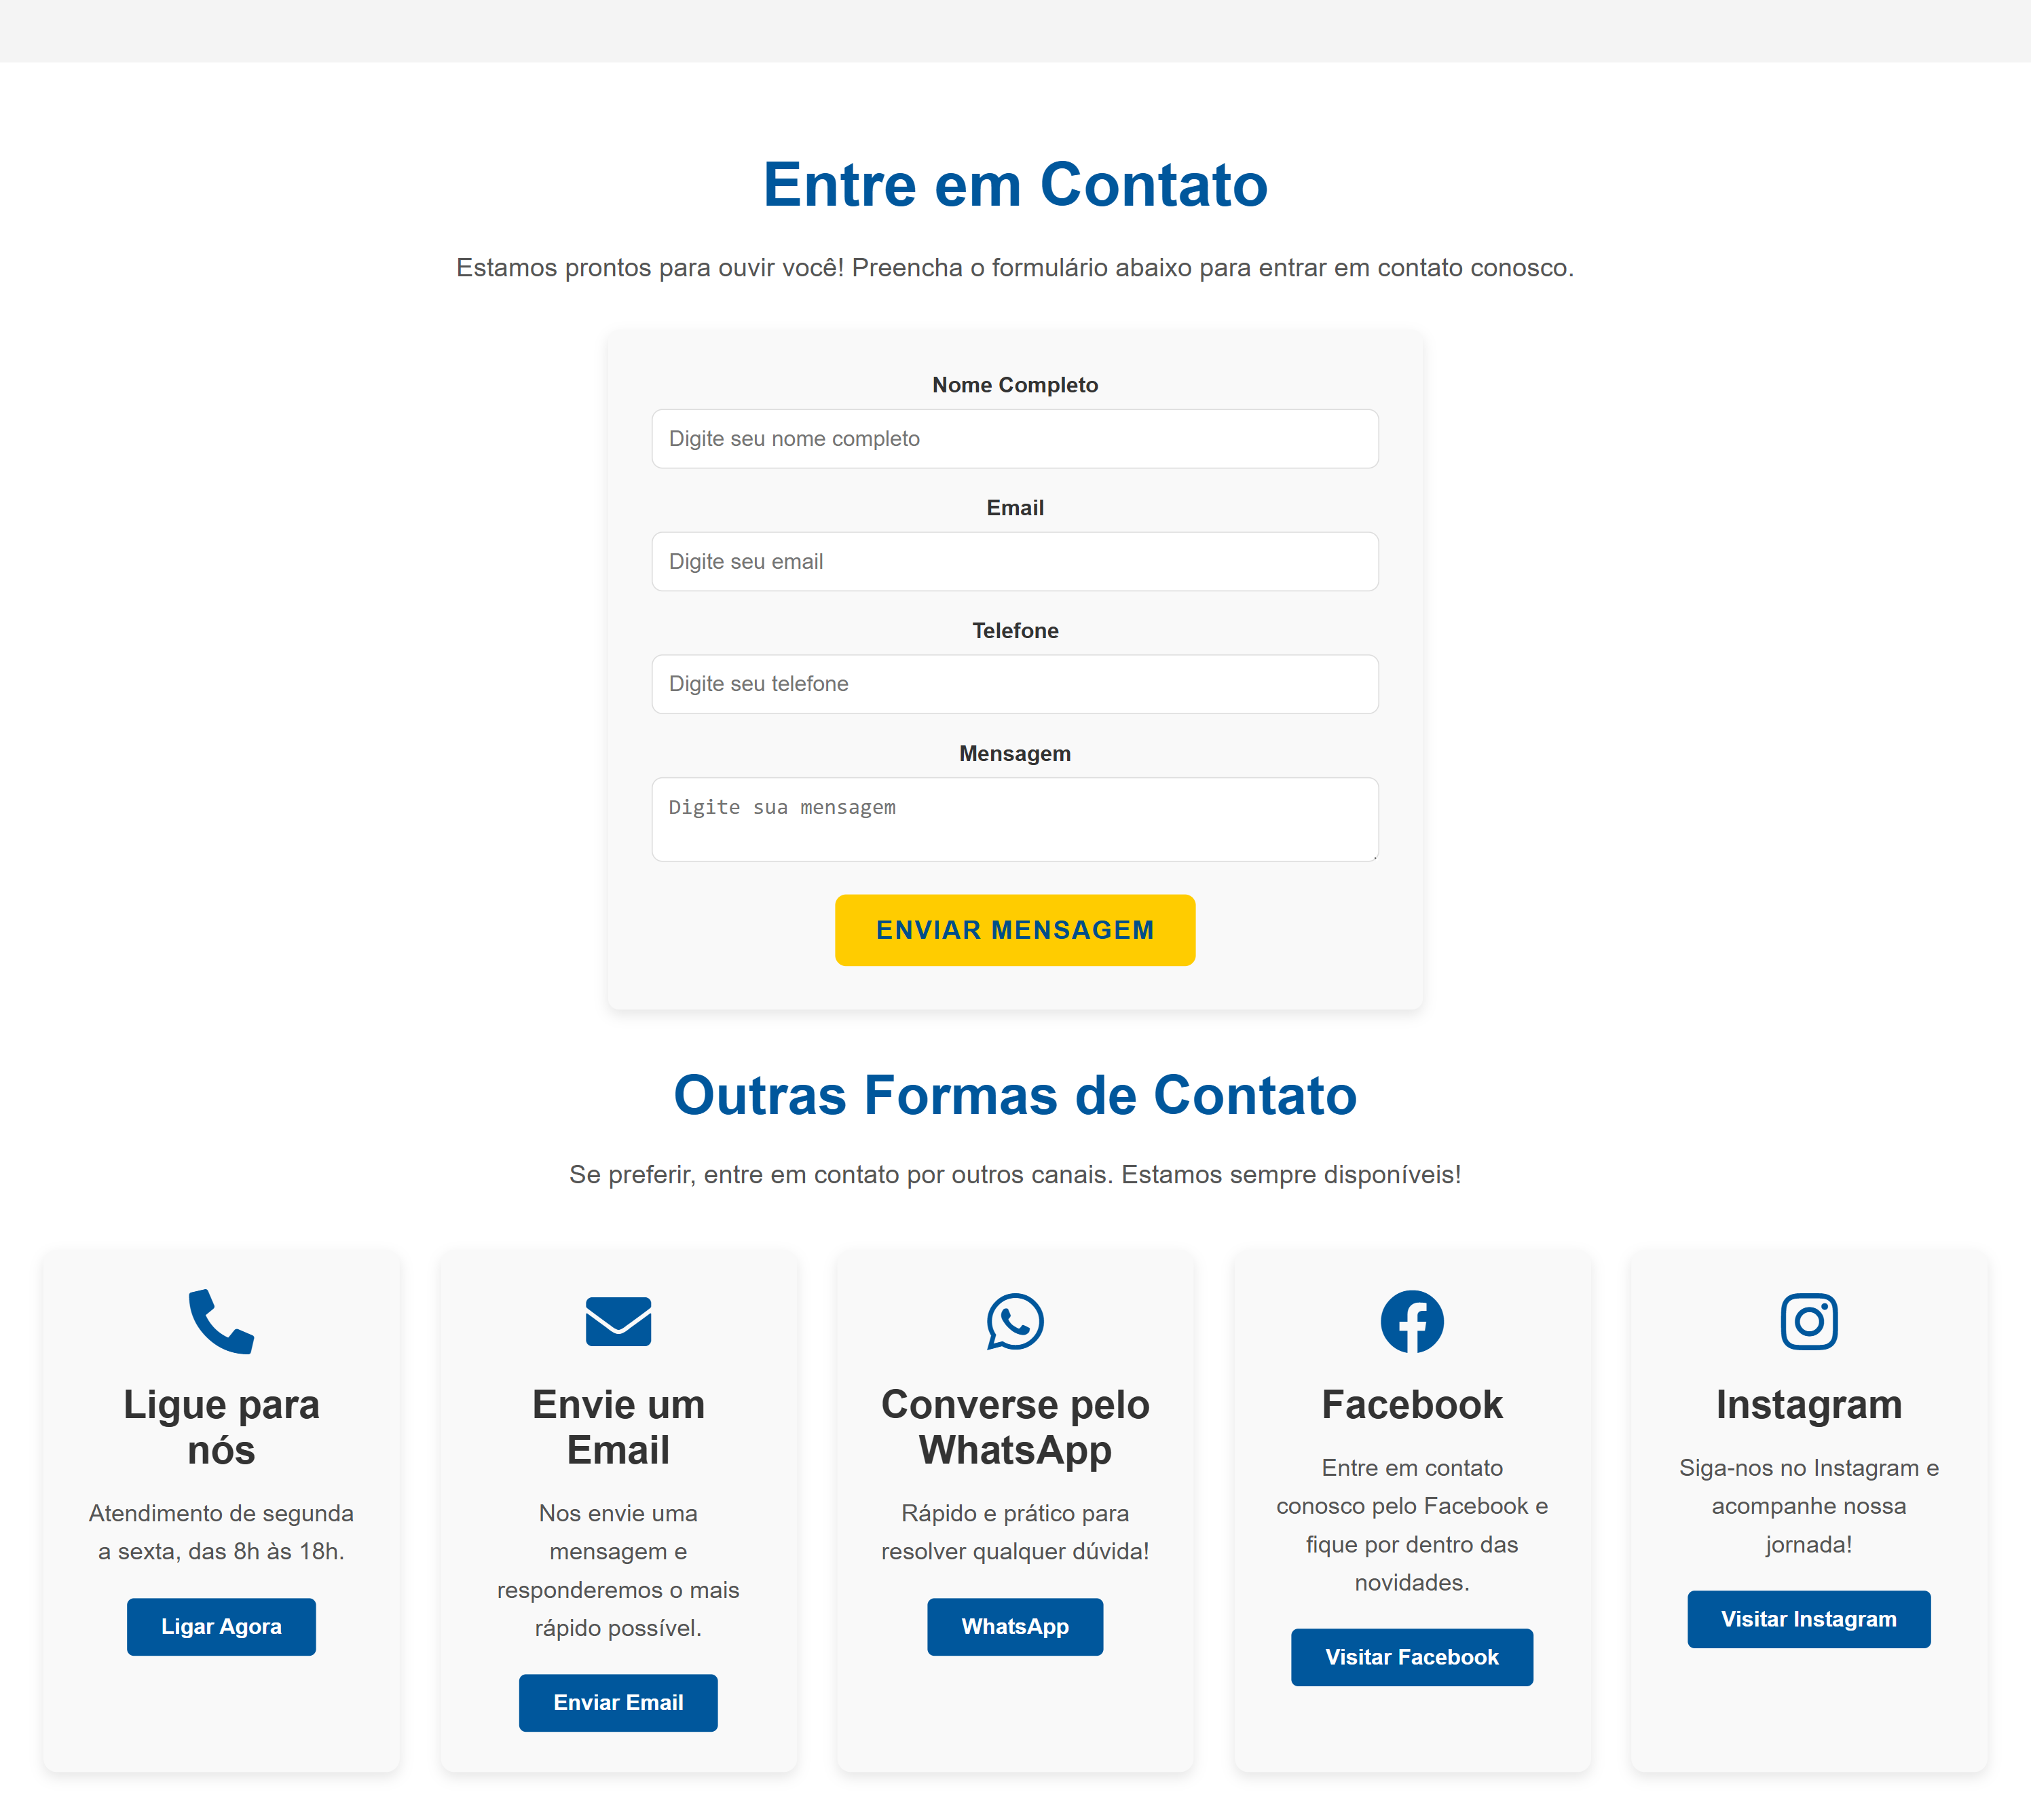 Entre em Contato
Estamos prontos para ouvir você! Preencha o formulário abaixo para entrar em contato conosco.
Nome Completo
Digite seu nome completo
Email
Digite seu email
Telefone
Digite seu telefone
Mensagem
Digite sua mensagem
ENVIAR MENSAGEM
Outras Formas de Contato
Se preferir, entre em contato por outros canais. Estamos sempre disponíveis!
Ligue para
nós
Atendimento de segunda
a sexta, das 8h às 18h.
Ligar Agora
Envie um
Email
Nos envie uma
mensagem e
responderemos o mais
rápido possível.
Enviar Email
Converse pelo
WhatsApp
Rápido e prático para
resolver qualquer dúvida!
WhatsApp
Facebook
Entre em contato
conosco pelo Facebook e
fique por dentro das
novidades.
Visitar Facebook
Instagram
Siga-nos no Instagram e
acompanhe nossa
jornada!
Visitar Instagram